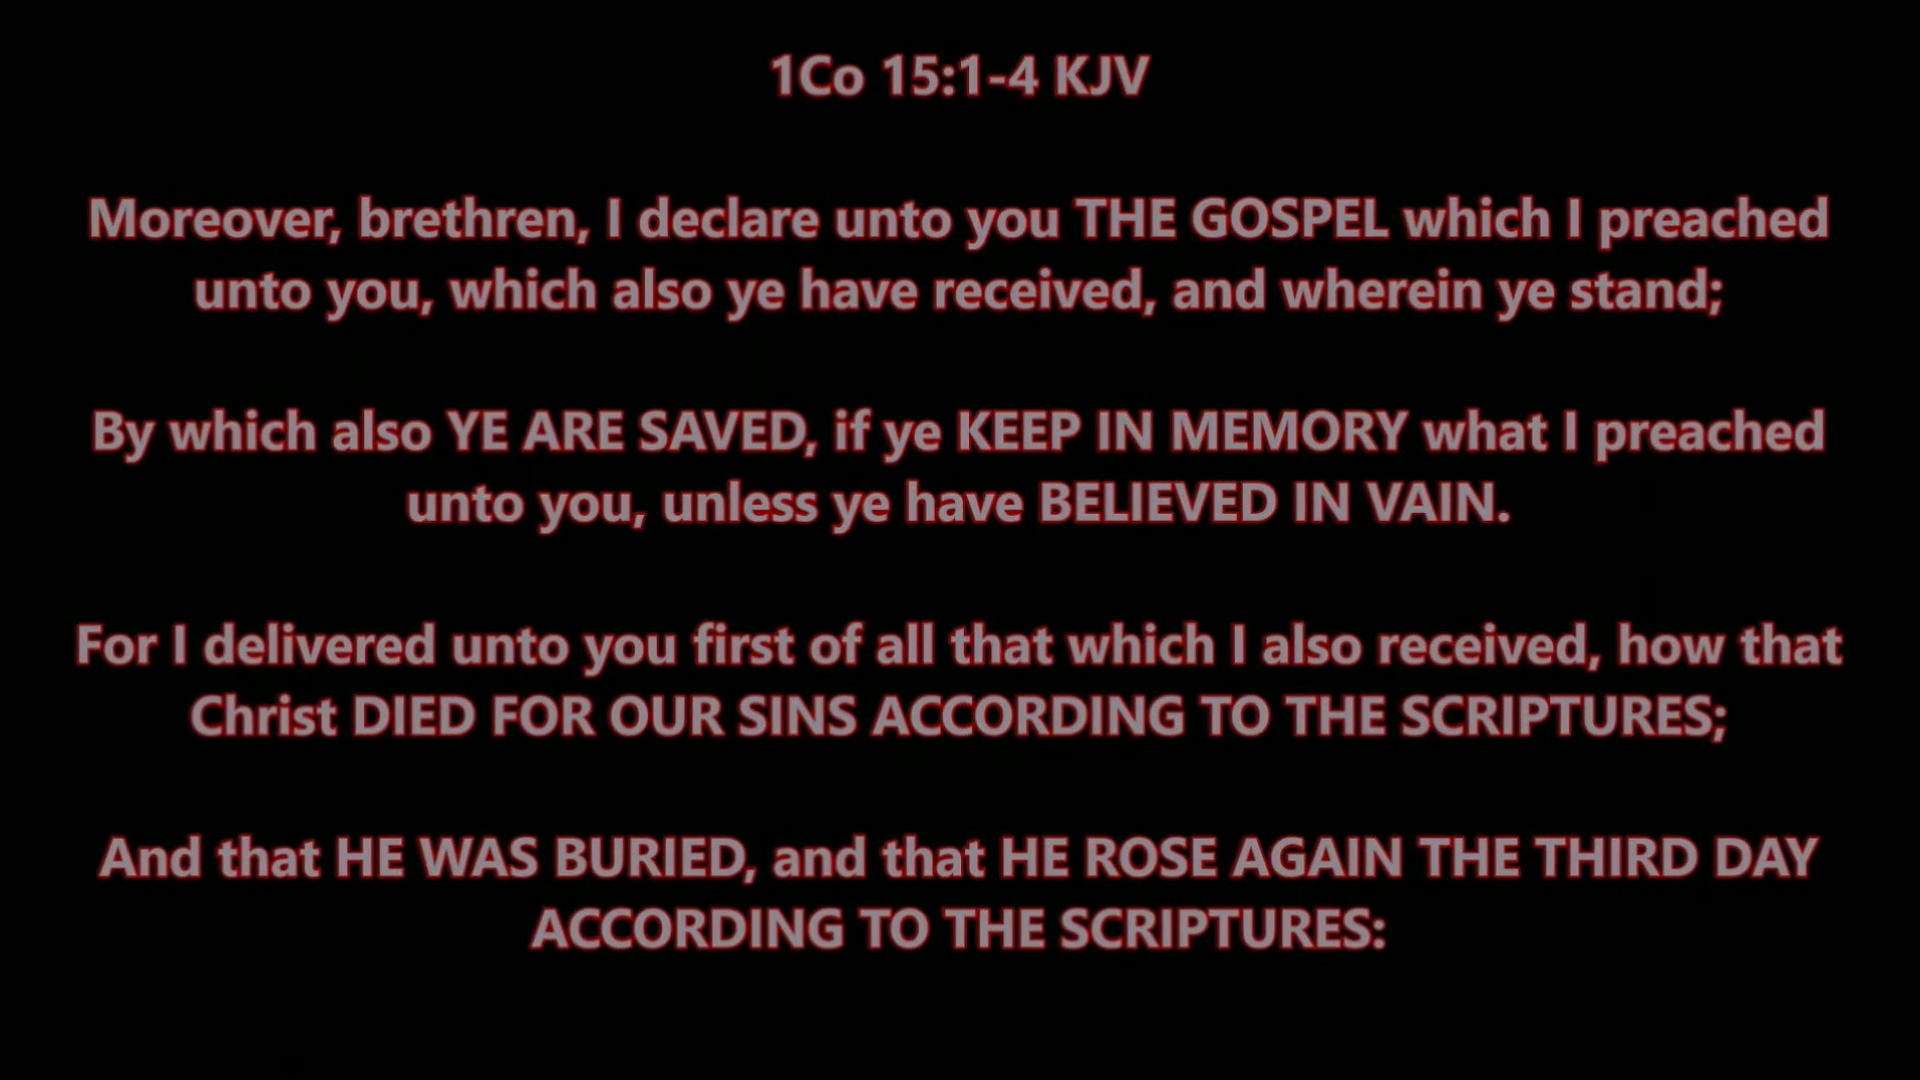 1Co 15:1-4 KJV
Moreover, brethren, I declare unto you THE GOSPEL which I preached
unto you, which also ye have received, and wherein ye stand;
By which also YE ARE SAVED, if ye KEEP IN MEMORY what I preached
unto you, unless ye have BELIEVED IN VAIN.
For I delivered unto you first of all that which I also received, how that
Christ DIED FOR OUR SINS ACCORDING TO THE SCRIPTURES;
And that HE WAS BURIED, and that HE ROSE AGAIN THE THIRD DAY
ACCORDING TO THE SCRIPTURES: